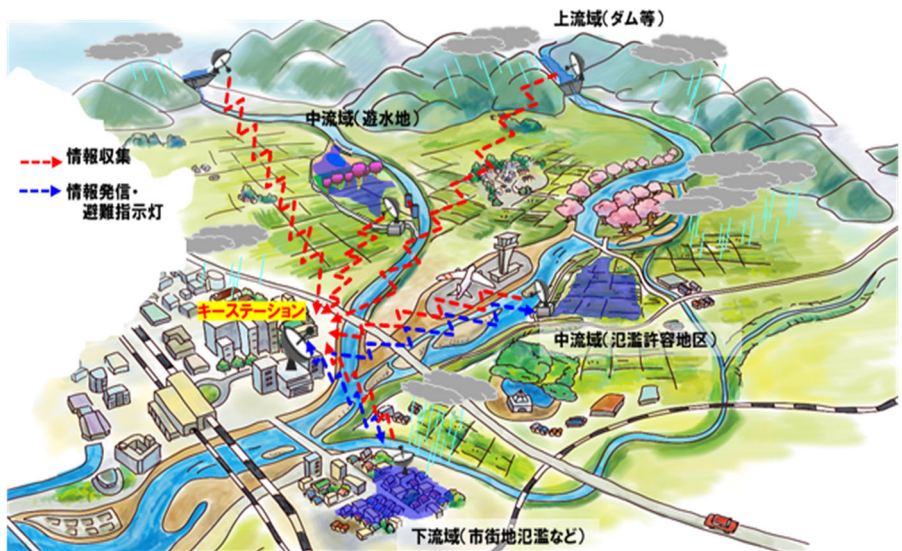 上流域(ダム等)
中流域(遊水地)
情報収集
情報発信・
避難指示灯
キーステーション
中流域(氾濫許容地区)
下流域(市街地氾濫など)